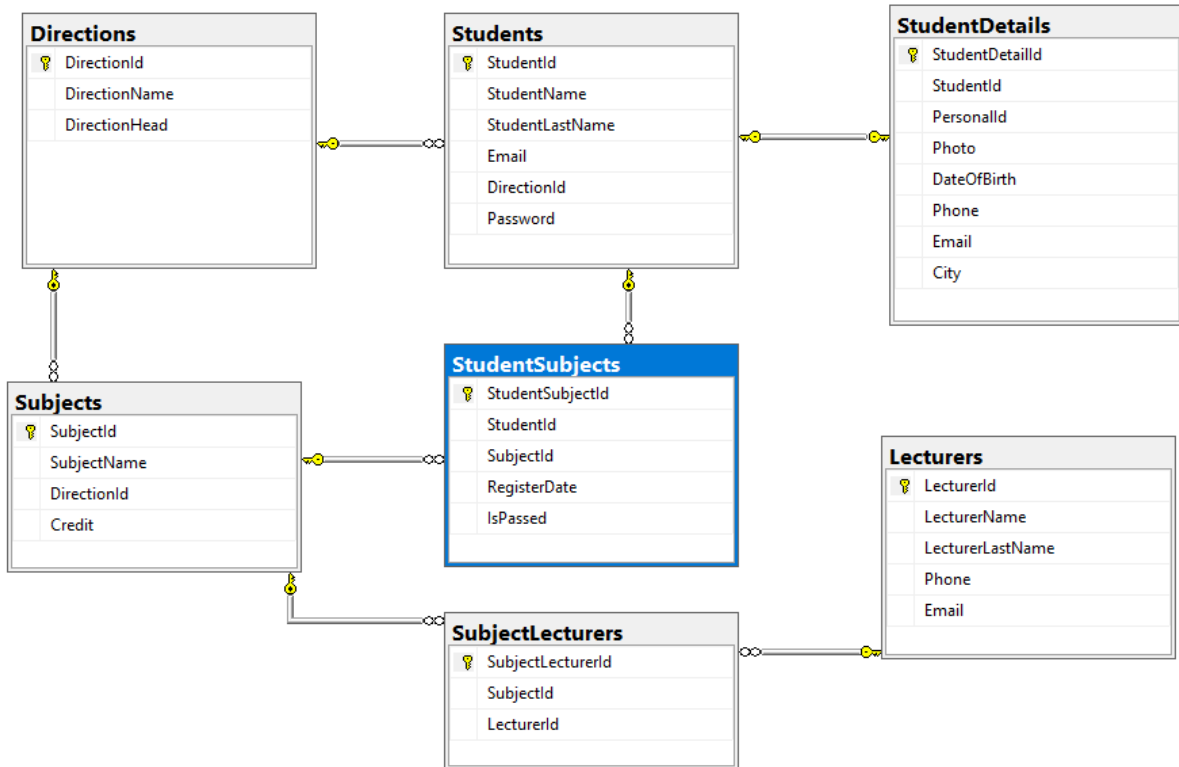 Directions
DirectionId
DirectionName
DirectionHead
Students
StudentId
StudentName
StudentLastName
Email
DirectionId
Password
StudentDetails
StudentDetailId
StudentId
PersonalId
Photo
DateOfBirth
Phone
Email
City
Subjects
SubjectId
SubjectName
DirectionId
Credit
StudentSubjects
StudentSubjectId
StudentId
SubjectId
RegisterDate
IsPassed
Lecturers
LecturerId
LecturerName
LecturerLastName
Phone
Email
SubjectLecturers
SubjectLecturerId
SubjectId
LecturerId